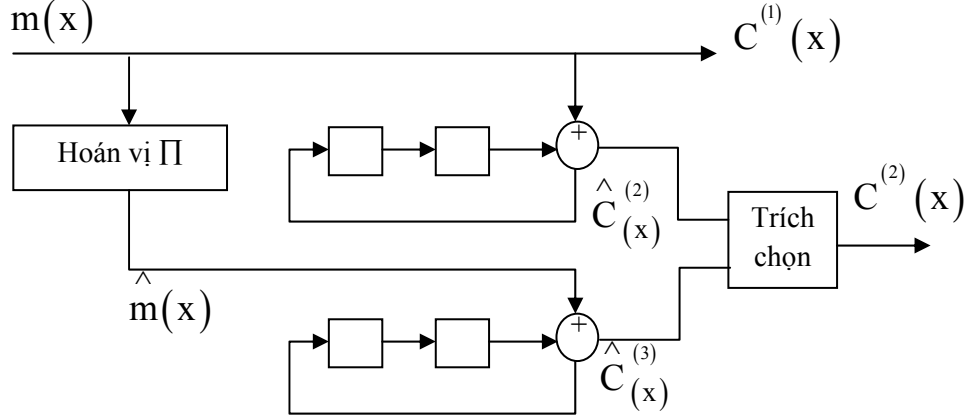 m(x)
C^(1)(x)
+
Hoán vị ∏
Ĉ^(2)(x)
Trích
chọn
C^(2)(x)
m̂(x)
+
Ĉ^(3)(x)